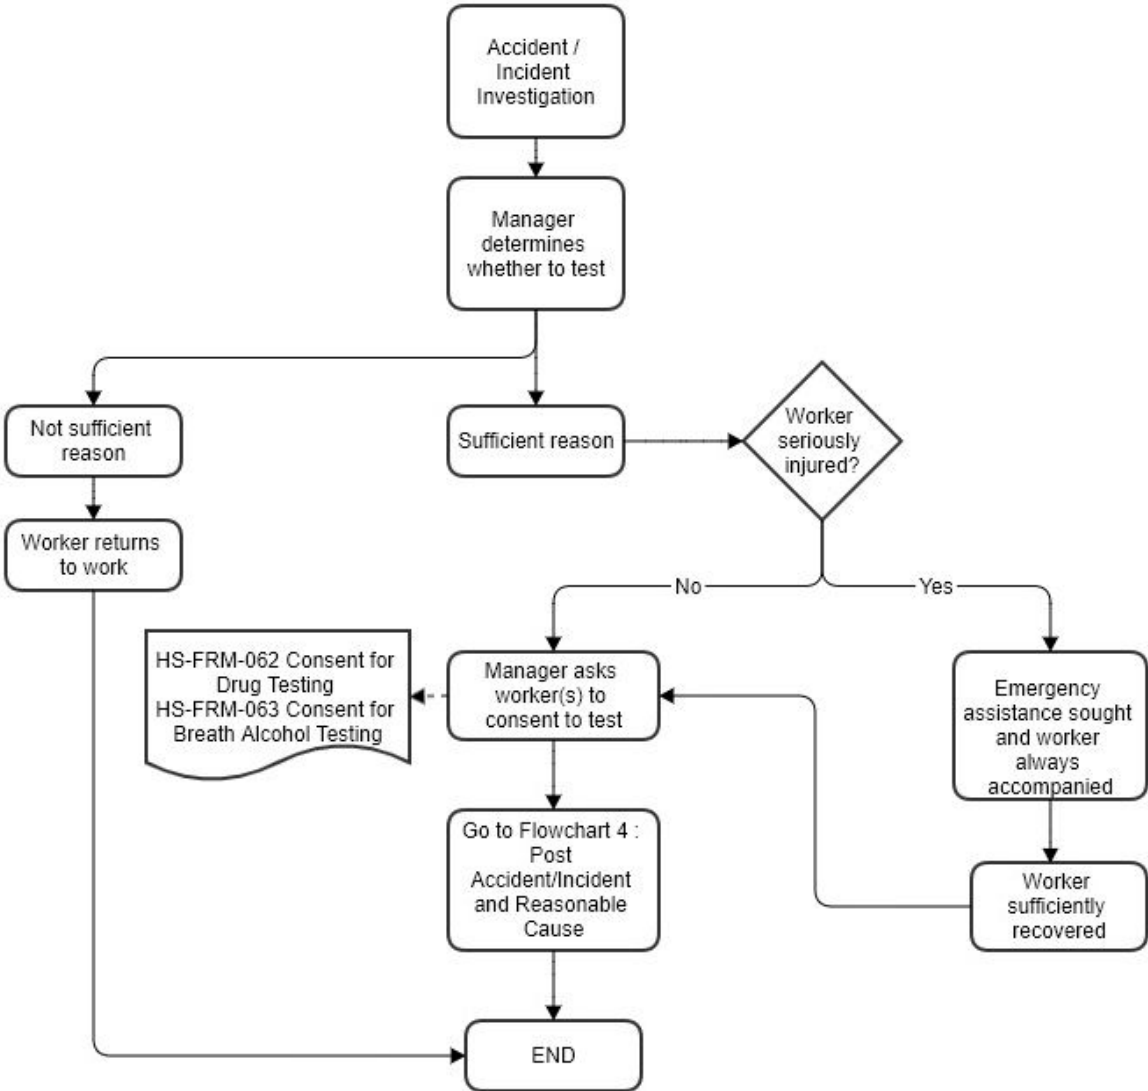 Accident /
Incident
Investigation
Manager
determines
whether to test
Not sufficient
reason
Sufficient reason
Worker
seriously
injured?
Worker returns
to work
No
Yes
HS-FRM-062 Consent for
Drug Testing
HS-FRM-063 Consent for
Breath Alcohol Testing
Manager asks
worker(s) to
consent to test
Emergency
assistance sought
and worker
always
accompanied
Go to Flowchart 4 :
Post
Accident/Incident
and Reasonable
Cause
Worker
sufficiently
recovered
END